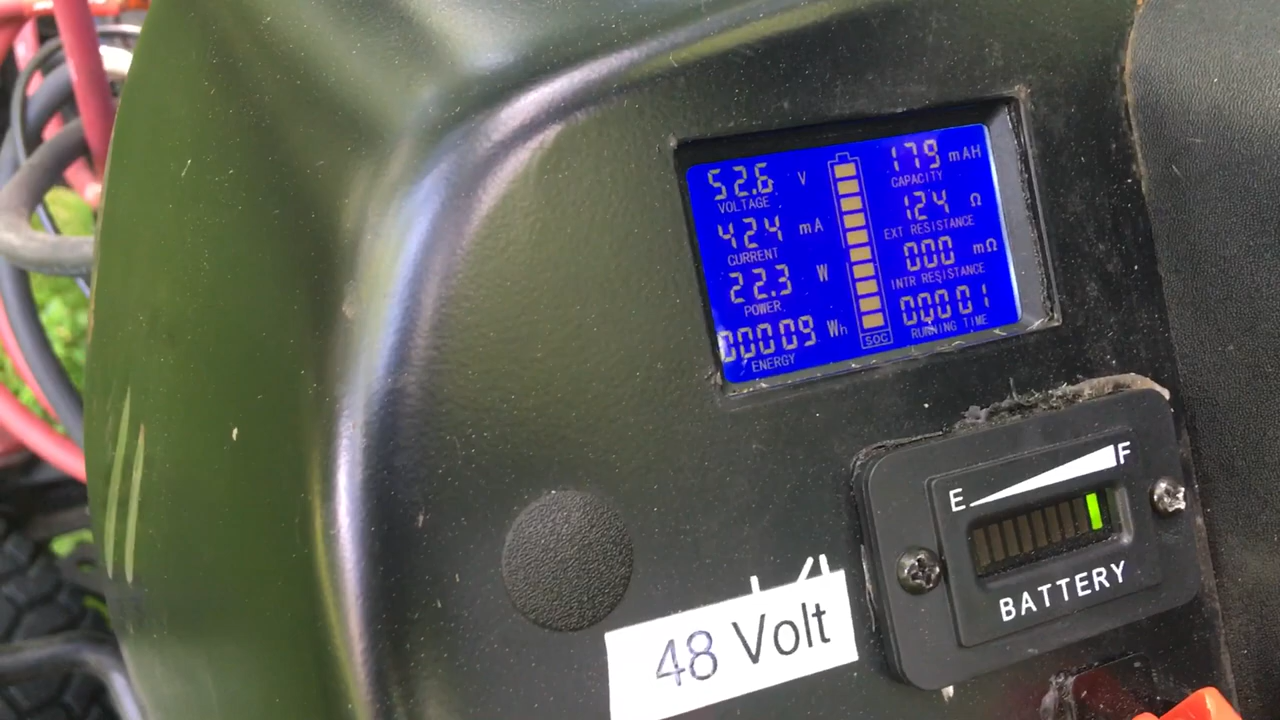 52.6 V
VOLTAGE
424 mA
CURRENT
22.3 W
POWER
00009 Wh
ENERGY
SOC
179 mAH
CAPACITY
124 Ω
EXT RESISTANCE
000 mΩ
INTR RESISTANCE
00001
RUNNING TIME
E F
BATTERY
48 Volt